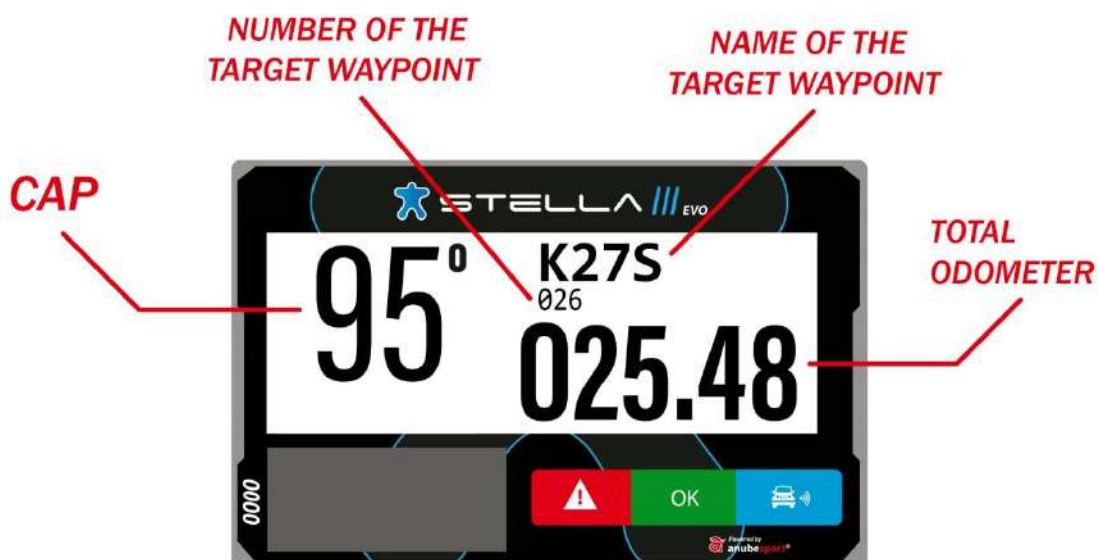 NUMBER OF THE
TARGET WAYPOINT
NAME OF THE
TARGET WAYPOINT
CAP
STELLA III EVO
TOTAL
ODOMETER
95°
K27S
026
025.48
0000
OK
Powered by
anubesport®